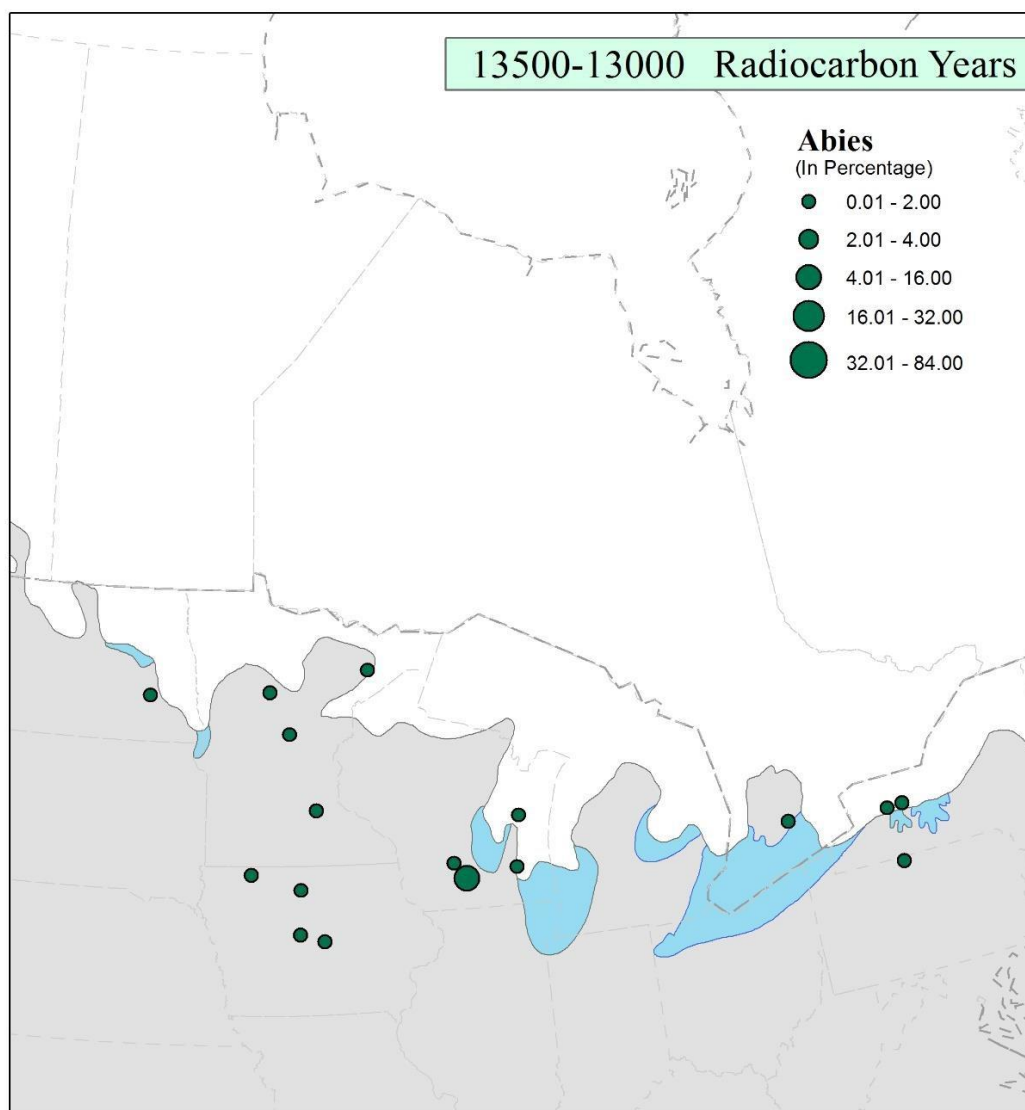 13500-13000 Radiocarbon Years
Abies
(In Percentage)
0.01 - 2.00
2.01 - 4.00
4.01 - 16.00
16.01 - 32.00
32.01 - 84.00